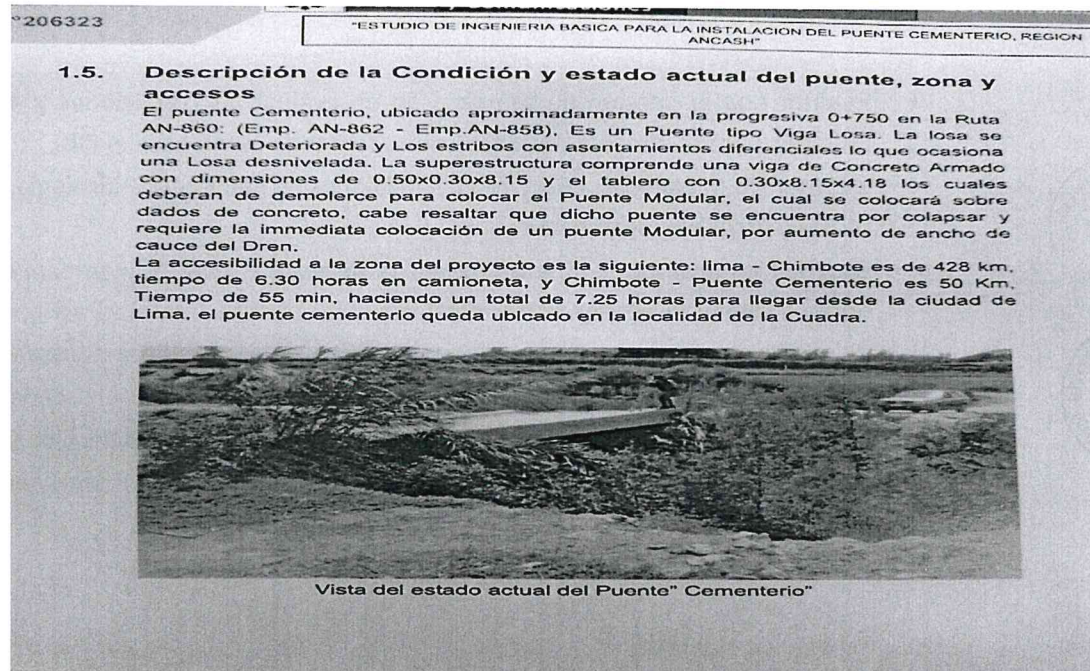 °206323
"ESTUDIO DE INGENIERIA BASICA PARA LA INSTALACION DEL PUENTE CEMENTERIO, REGION
ANCASH"
1.5. Descripción de la Condición y estado actual del puente, zona y
accesos
El puente Cementerio, ubicado aproximadamente en la progresiva 0+750 en la Ruta
AN-860: (Emp. AN-862 - Emp.AN-858), Es un Puente tipo Viga Losa. La losa se
encuentra Deteriorada y Los estribos con asentamientos diferenciales lo que ocasiona
una Losa desnivelada. La superestructura comprende una viga de Concreto Armado
con dimensiones de 0.50x0.30x8.15 y el tablero con 0.30x8.15x4.18 los cuales
deberan de demolerce para colocar el Puente Modular, el cual se colocará sobre
dados de concreto, cabe resaltar que dicho puente se encuentra por colapsar y
requiere la immediata colocación de un puente Modular, por aumento de ancho de
cauce del Dren.
La accesibilidad a la zona del proyecto es la siguiente: lima - Chimbote es de 428 km,
tiempo de 6.30 horas en camioneta, y Chimbote - Puente Cementerio es 50 Km,
Tiempo de 55 min, haciendo un total de 7.25 horas para llegar desde la ciudad de
Lima, el puente cementerio queda ubicado en la localidad de la Cuadra.
Vista del estado actual del Puente" Cementerio"